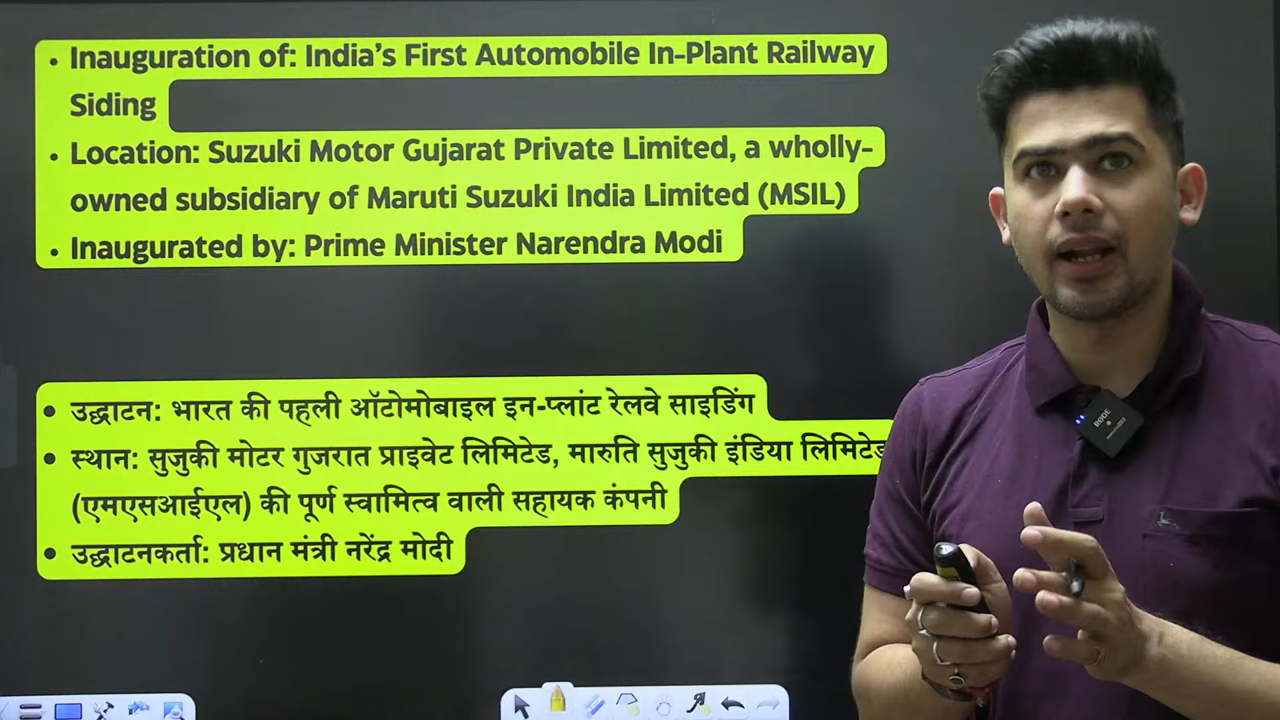 • Inauguration of: India's First Automobile In-Plant Railway
Siding
• Location: Suzuki Motor Gujarat Private Limited, a wholly-
owned subsidiary of Maruti Suzuki India Limited (MSIL)
• Inaugurated by: Prime Minister Narendra Modi
• उद्घाटन: भारत की पहली ऑटोमोबाइल इन-प्लांट रेलवे साइडिंग
• स्थान: सुजुकी मोटर गुजरात प्राइवेट लिमिटेड, मारुति सुजुकी इंडिया लिमिटेड
(एमएसआईएल) की पूर्ण स्वामित्व वाली सहायक कंपनी
• उद्घाटनकर्ता: प्रधान मंत्री नरेंद्र मोदी
RODE